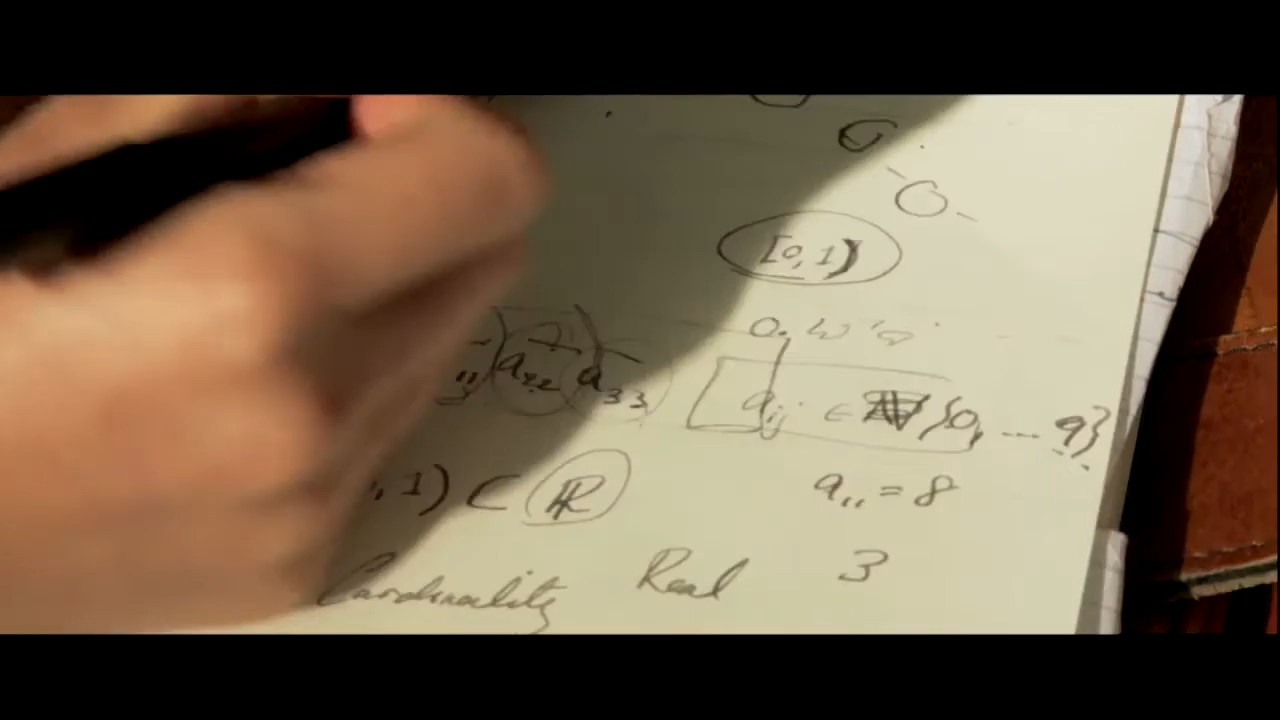 [0,1)
a₂₂ a₃₃
aᵢⱼ ∈ {0, ... 9}
, 1) ⊂ ℝ
a₁₁ = 8
Cardinality Real 3